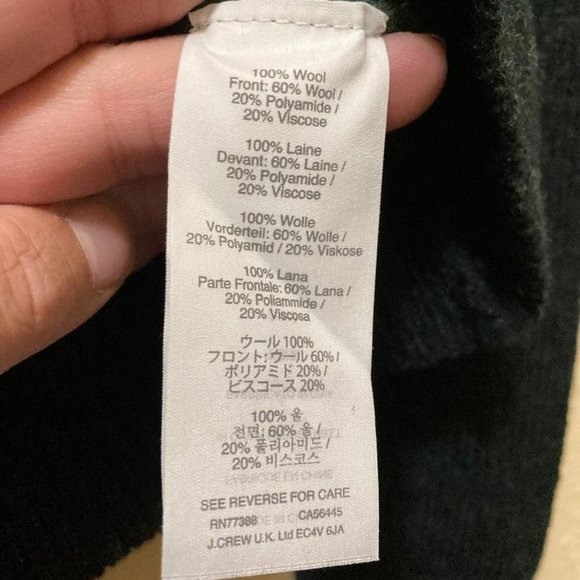 100% Wool
Front: 60% Wool /
20% Polyamide /
20% Viscose
100% Laine
Devant: 60% Laine /
20% Polyamide /
20% Viscose
100% Wolle
Vorderteil: 60% Wolle /
20% Polyamid / 20% Viskose
100% Lana
Parte Frontale: 60% Lana /
20% Poliammide /
20% Viscosa
ウール 100%
フロント: ウール 60% /
ポリアミド 20% /
ビスコース 20%
100% 울
전면: 60% 울 /
20% 폴리아미드 /
20% 비스코스
SEE REVERSE FOR CARE
RN77388 CA56445
J.CREW U.K. Ltd EC4V 6JA